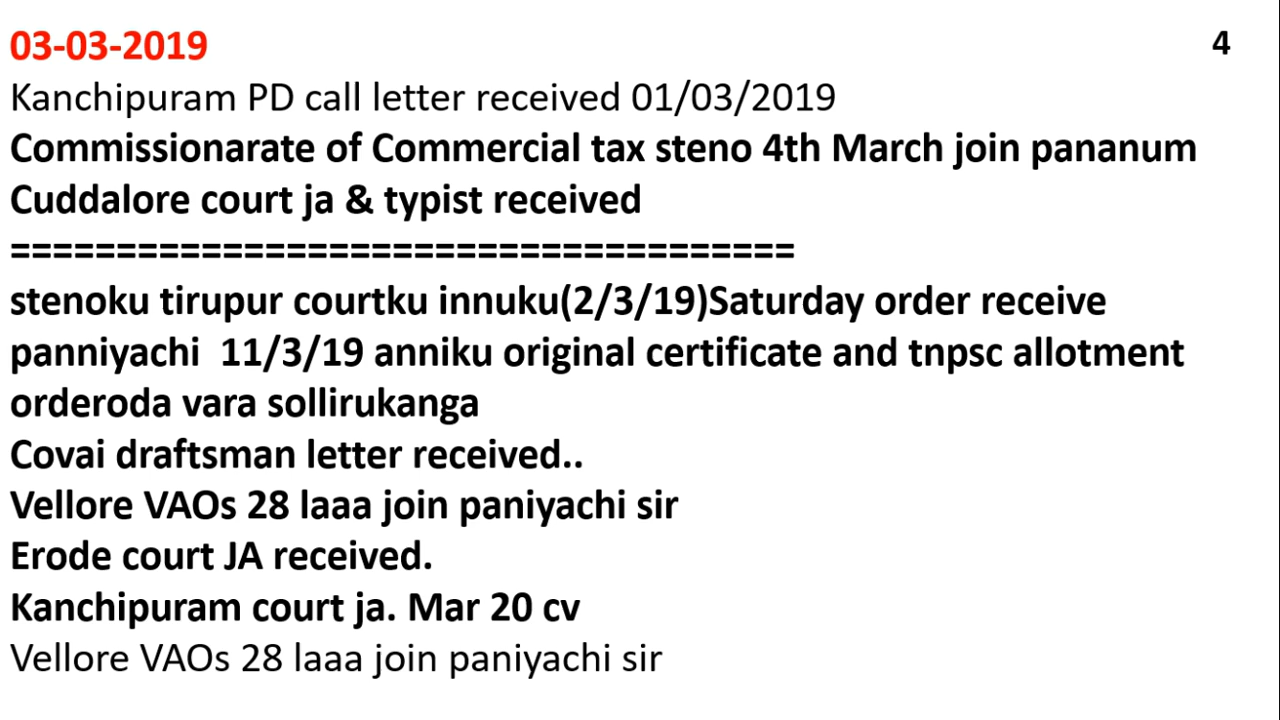 03-03-2019
4
Kanchipuram PD call letter received 01/03/2019
Commissionarate of Commercial tax steno 4th March join pananum
Cuddalore court ja & typist received
=====================================
stenoku tirupur courtku innuku(2/3/19)Saturday order receive
panniyachi  11/3/19 anniku original certificate and tnpsc allotment
orderoda vara sollirukanga
Covai draftsman letter received..
Vellore VAOs 28 laaa join paniyachi sir
Erode court JA received.
Kanchipuram court ja. Mar 20 cv
Vellore VAOs 28 laaa join paniyachi sir